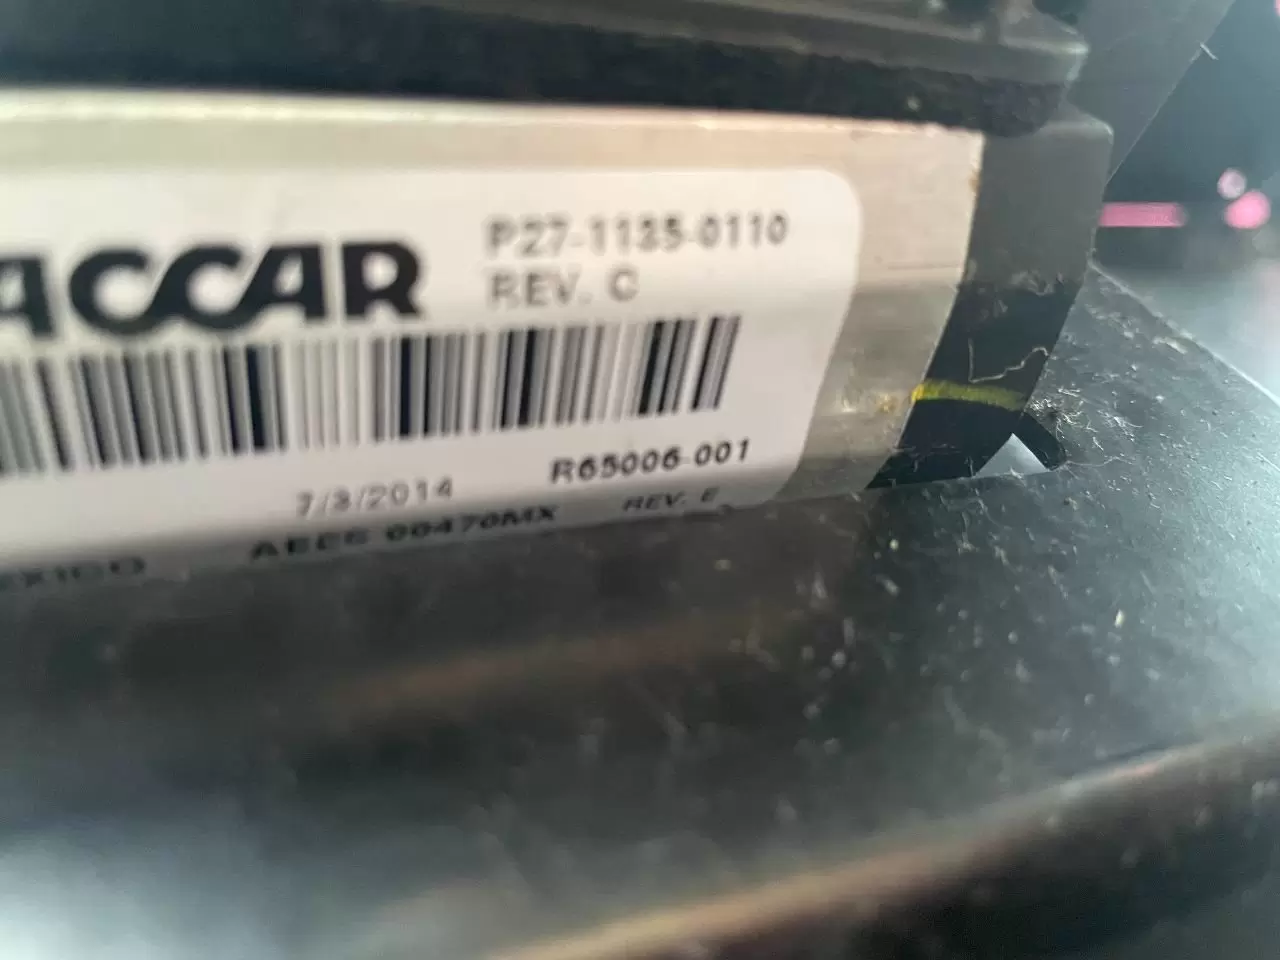 ACCAR
P27-1135-0110
REV. C
7/3/2014
R65006-001
REV. E